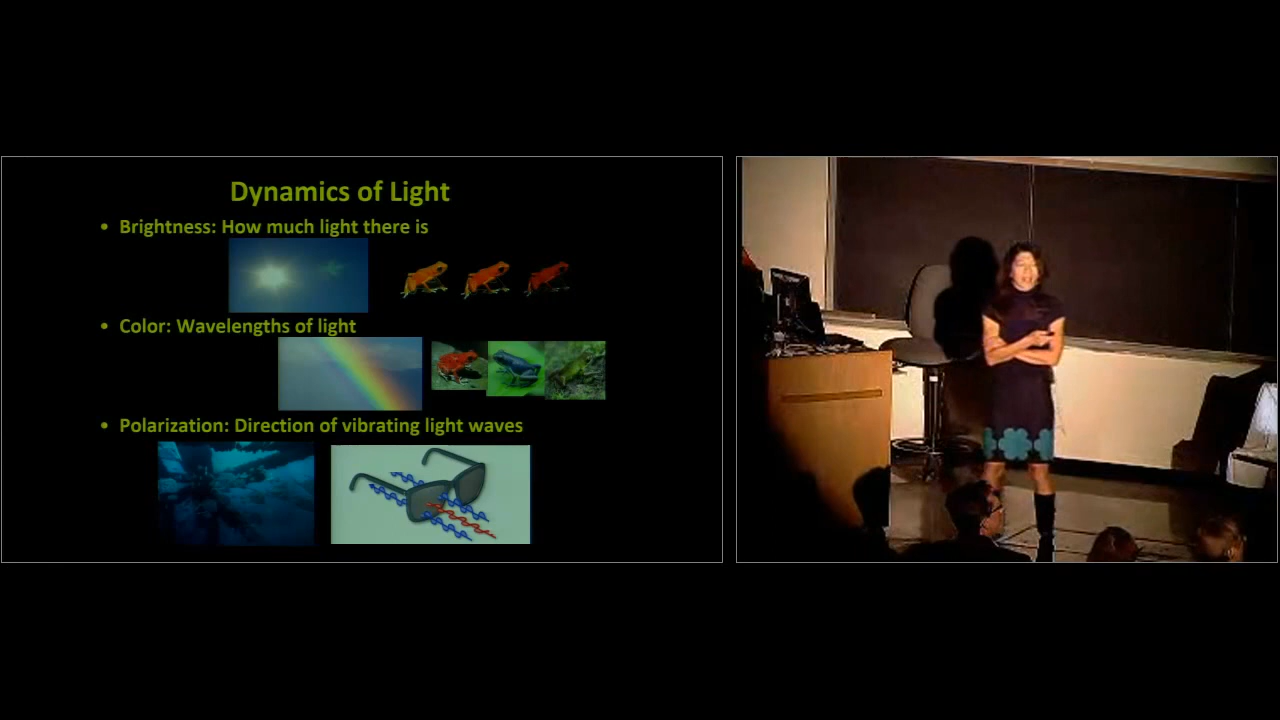 Dynamics of Light
• Brightness: How much light there is
• Color: Wavelengths of light
• Polarization: Direction of vibrating light waves